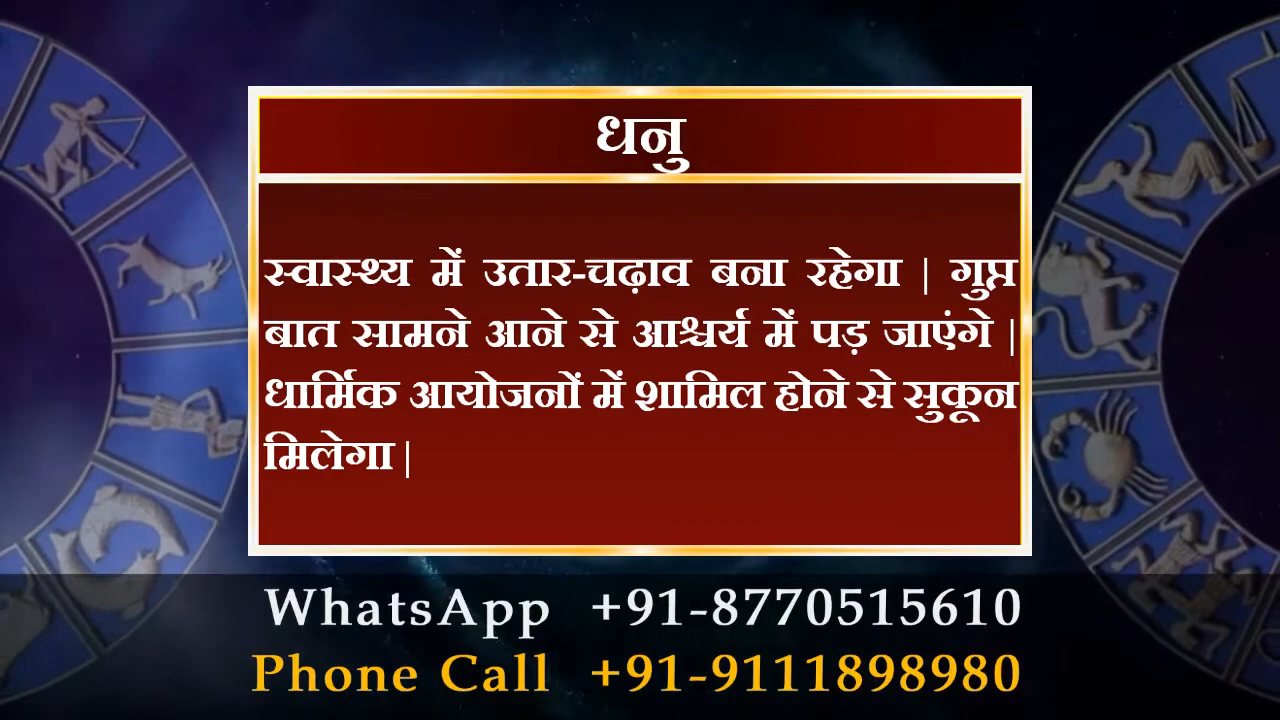 धनु
स्वास्थ्य में उतार-चढ़ाव बना रहेगा | गुप्त
बात सामने आने से आश्चर्य में पड़ जाएंगे |
धार्मिक आयोजनों में शामिल होने से सुकून
मिलेगा |
WhatsApp +91-8770515610
Phone Call +91-9111898980